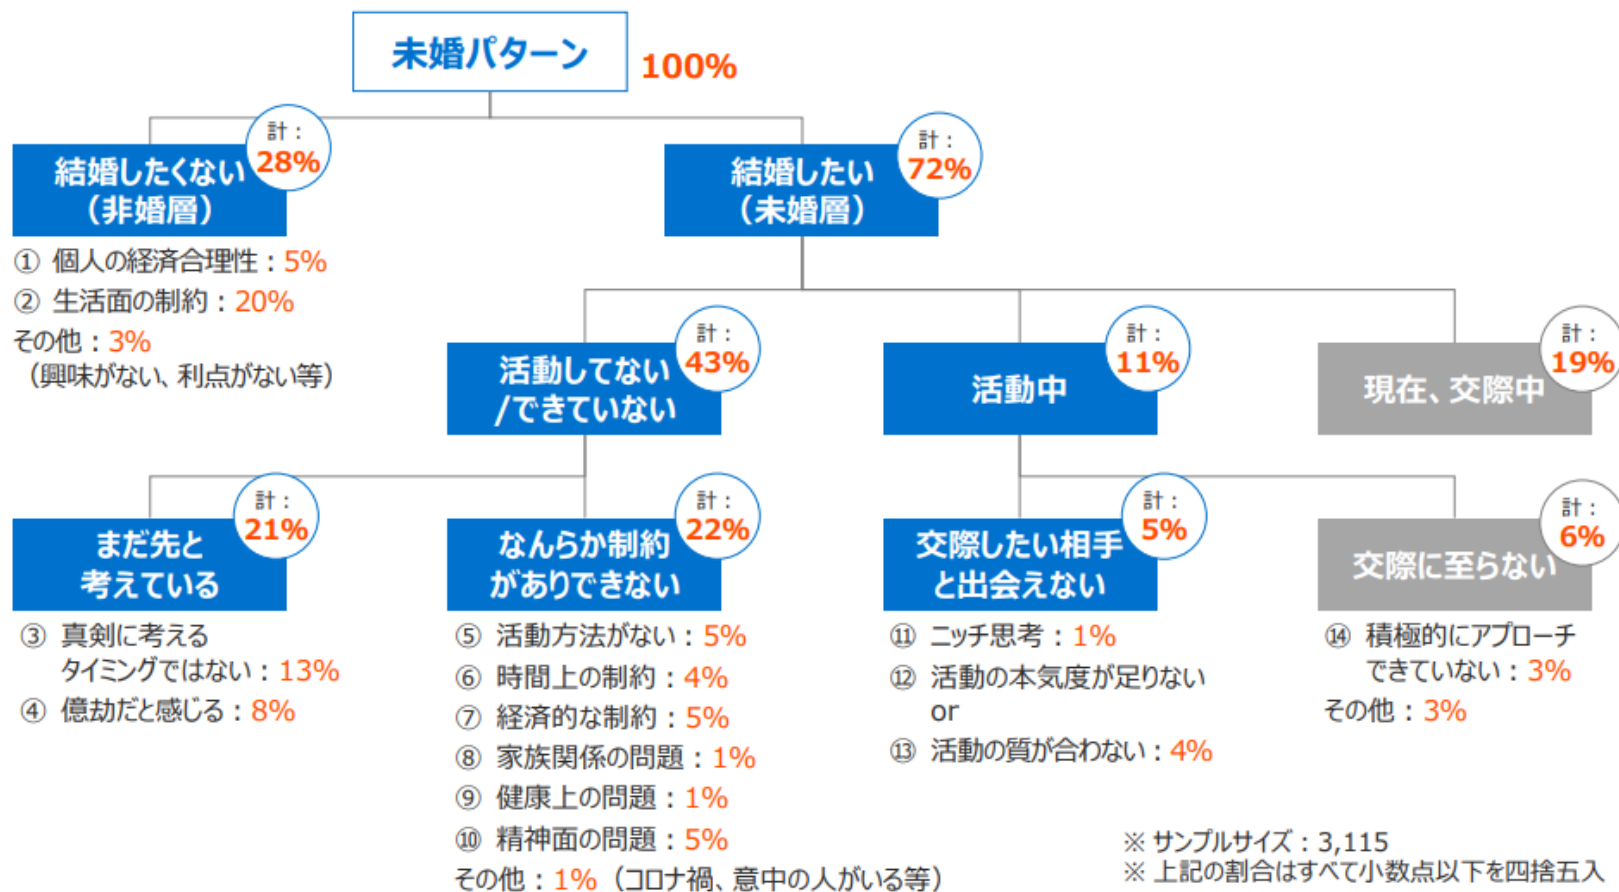 未婚パターン
100%
計：
28%
結婚したくない
（非婚層）
計：
72%
結婚したい
（未婚層）
① 個人の経済合理性：5%
② 生活面の制約：20%
その他：3%
（興味がない、利点がない等）
計：
43%
活動してない
/できていない
計：
11%
活動中
計：
19%
現在、交際中
計：
21%
まだ先と
考えている
計：
22%
なんらか制約
がありできない
計：
5%
交際したい相手
と出会えない
計：
6%
交際に至らない
③ 真剣に考える
タイミングではない：13%
④ 億劫だと感じる：8%
⑤ 活動方法がない：5%
⑥ 時間上の制約：4%
⑦ 経済的な制約：5%
⑧ 家族関係の問題：1%
⑨ 健康上の問題：1%
⑩ 精神面の問題：5%
その他：1%（コロナ禍、意中の人がいる等）
⑪ ニッチ思考：1%
⑫ 活動の本気度が足りない
or
⑬ 活動の質が合わない：4%
⑭ 積極的にアプローチ
できていない：3%
その他：3%
※ サンプルサイズ：3,115
※ 上記の割合はすべて小数点以下を四捨五入